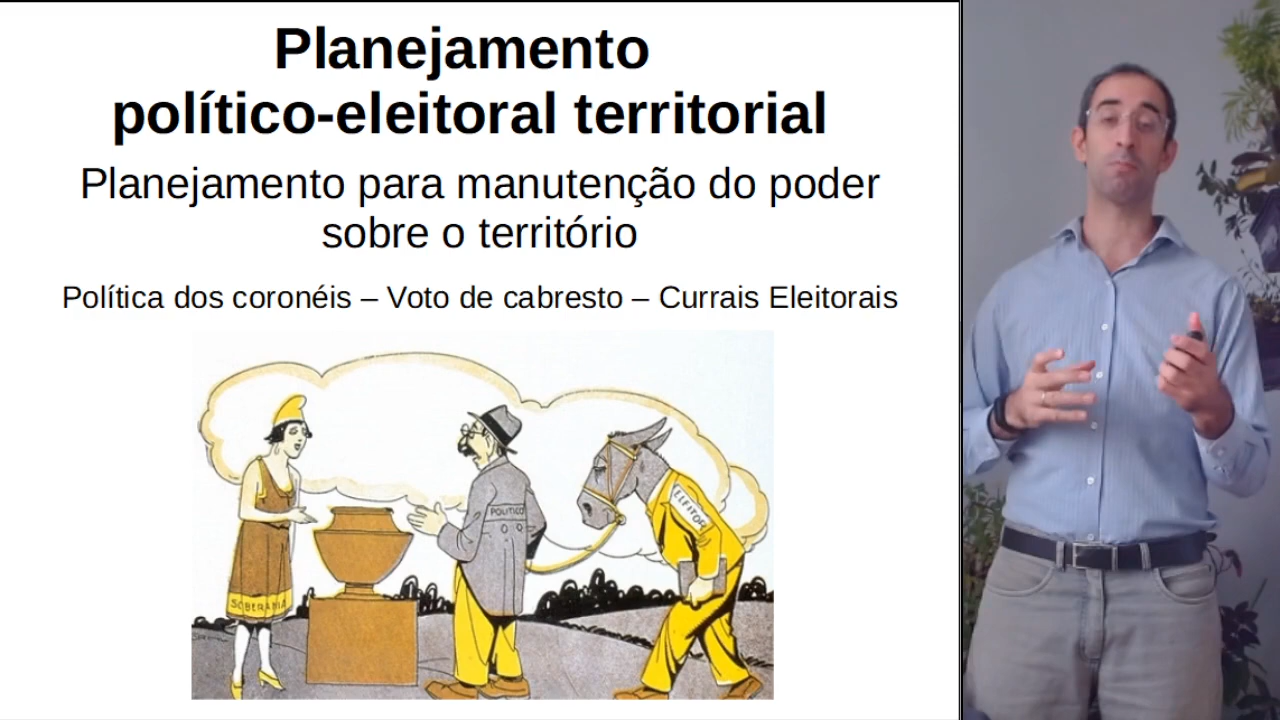 Planejamento
político-eleitoral territorial
Planejamento para manutenção do poder
sobre o território
Política dos coronéis – Voto de cabresto – Currais Eleitorais
POLITICO
ELEITOR
SOBERANIA